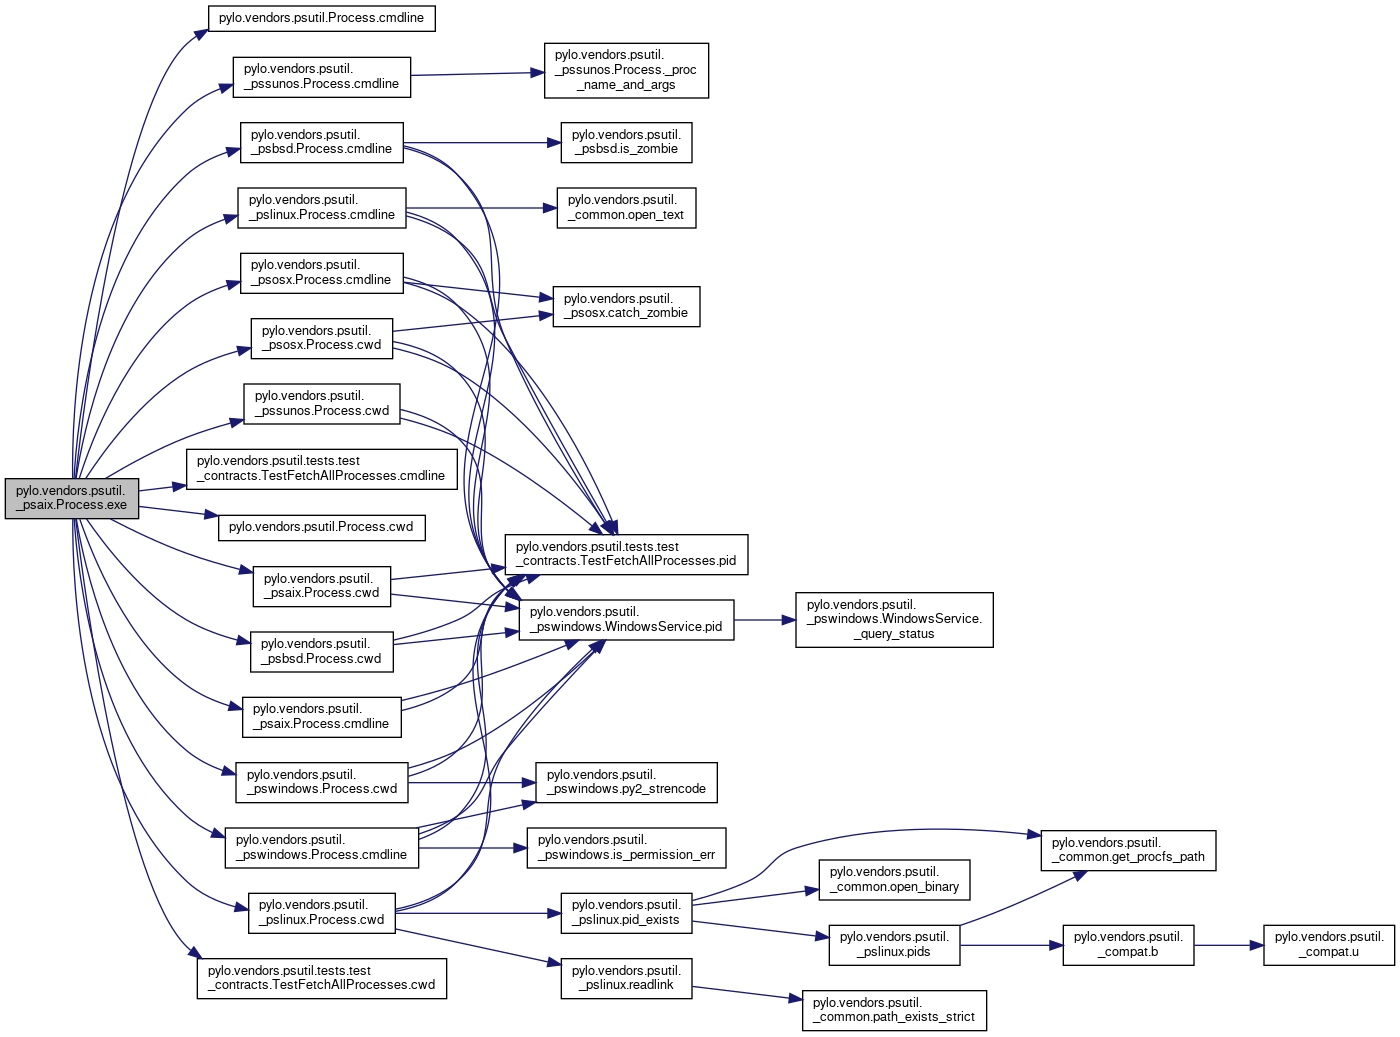 pylo.vendors.psutil.
_psaix.Process.exe
pylo.vendors.psutil.Process.cmdline
pylo.vendors.psutil.
_pssunos.Process.cmdline
pylo.vendors.psutil.
_psbsd.Process.cmdline
pylo.vendors.psutil.
_pslinux.Process.cmdline
pylo.vendors.psutil.
_psosx.Process.cmdline
pylo.vendors.psutil.
_psosx.Process.cwd
pylo.vendors.psutil.
_pssunos.Process.cwd
pylo.vendors.psutil.tests.test
_contracts.TestFetchAllProcesses.cmdline
pylo.vendors.psutil.Process.cwd
pylo.vendors.psutil.
_psaix.Process.cwd
pylo.vendors.psutil.
_psbsd.Process.cwd
pylo.vendors.psutil.
_psaix.Process.cmdline
pylo.vendors.psutil.
_pswindows.Process.cwd
pylo.vendors.psutil.
_pswindows.Process.cmdline
pylo.vendors.psutil.
_pslinux.Process.cwd
pylo.vendors.psutil.tests.test
_contracts.TestFetchAllProcesses.cwd
pylo.vendors.psutil.
_pssunos.Process._proc
_name_and_args
pylo.vendors.psutil.
_psbsd.is_zombie
pylo.vendors.psutil.
_common.open_text
pylo.vendors.psutil.
_psosx.catch_zombie
pylo.vendors.psutil.tests.test
_contracts.TestFetchAllProcesses.pid
pylo.vendors.psutil.
_pswindows.WindowsService.pid
pylo.vendors.psutil.
_pswindows.py2_strencode
pylo.vendors.psutil.
_pswindows.is_permission_err
pylo.vendors.psutil.
_pslinux.pid_exists
pylo.vendors.psutil.
_pslinux.readlink
pylo.vendors.psutil.
_pswindows.WindowsService.
_query_status
pylo.vendors.psutil.
_common.open_binary
pylo.vendors.psutil.
_pslinux.pids
pylo.vendors.psutil.
_common.path_exists_strict
pylo.vendors.psutil.
_common.get_procfs_path
pylo.vendors.psutil.
_compat.b
pylo.vendors.psutil.
_compat.u